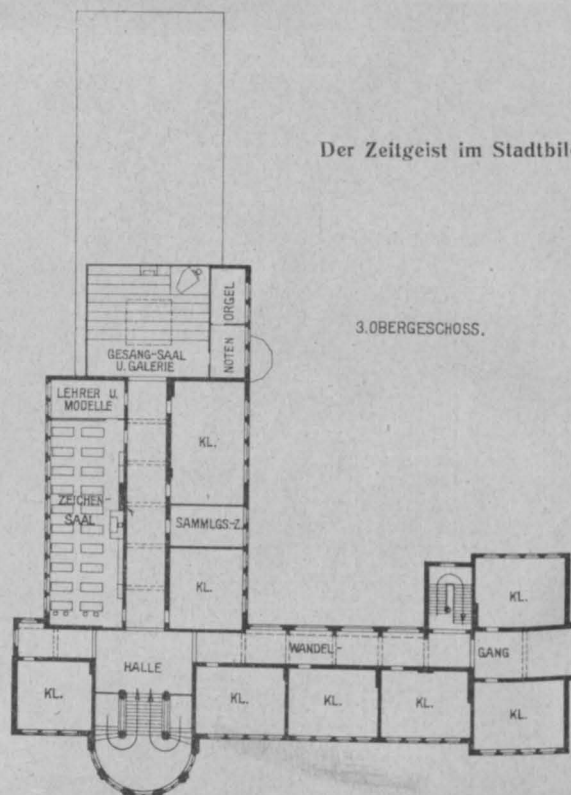 Der Zeitgeist im Stadtbil
3.OBERGESCHOSS.
ORGEL
NOTEN
GESANG-SAAL
U. GALERIE
LEHRER U.
MODELLE
KL.
ZEICHEN-
SAAL
SAMMLGS-Z.
KL.
KL.
WANDEL-
GANG
HALLE
KL.
KL.
KL.
KL.
KL.